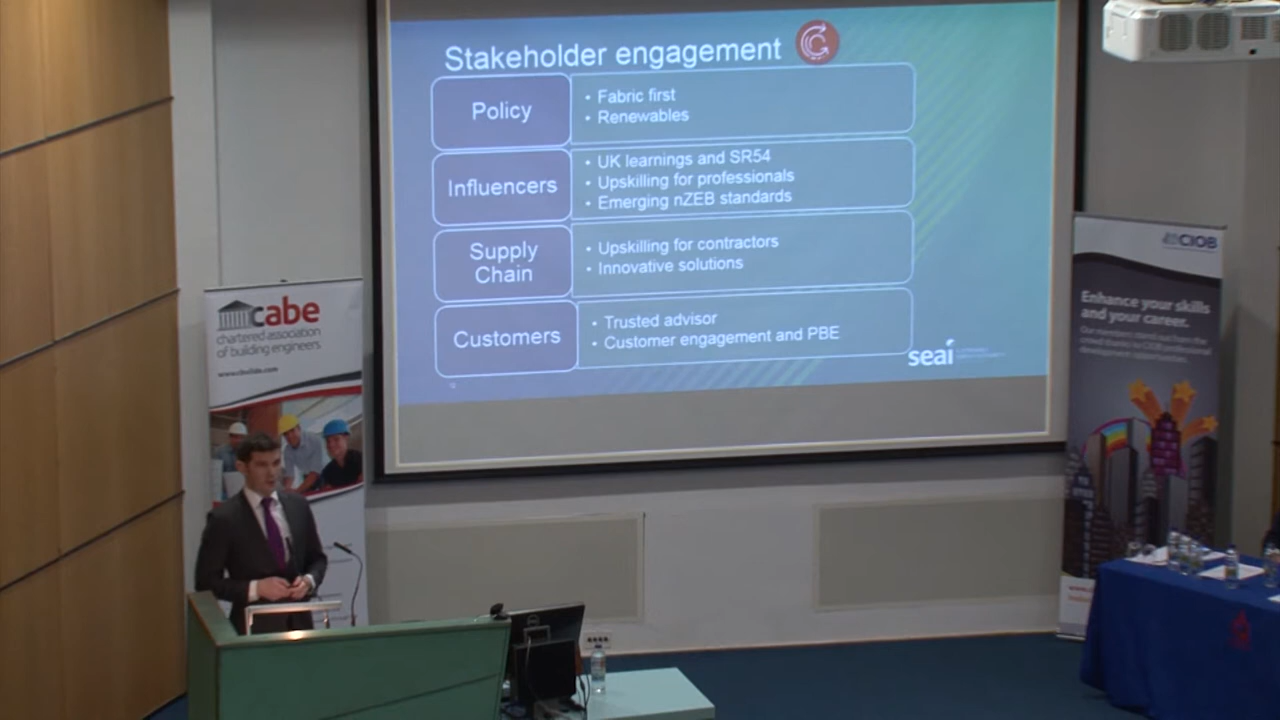 Stakeholder engagement
Policy
• Fabric first
• Renewables
Influencers
• UK learnings and SR54
• Upskilling for professionals
• Emerging nZEB standards
Supply
Chain
• Upskilling for contractors
• Innovative solutions
Customers
• Trusted advisor
• Customer engagement and PBE
seai
cabe
chartered association
of building engineers
CIOB
Enhance your skills
and your career.